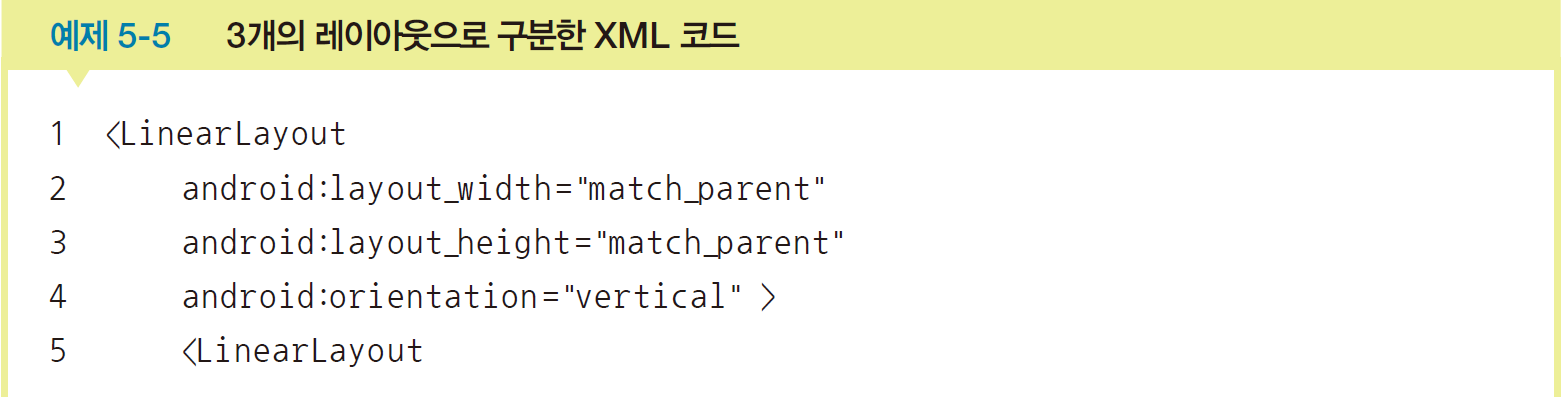 예제 5-5 3개의 레이아웃으로 구분한 XML 코드
1 <LinearLayout
2 android:layout_width="match_parent"
3 android:layout_height="match_parent"
4 android:orientation="vertical" >
5 <LinearLayout